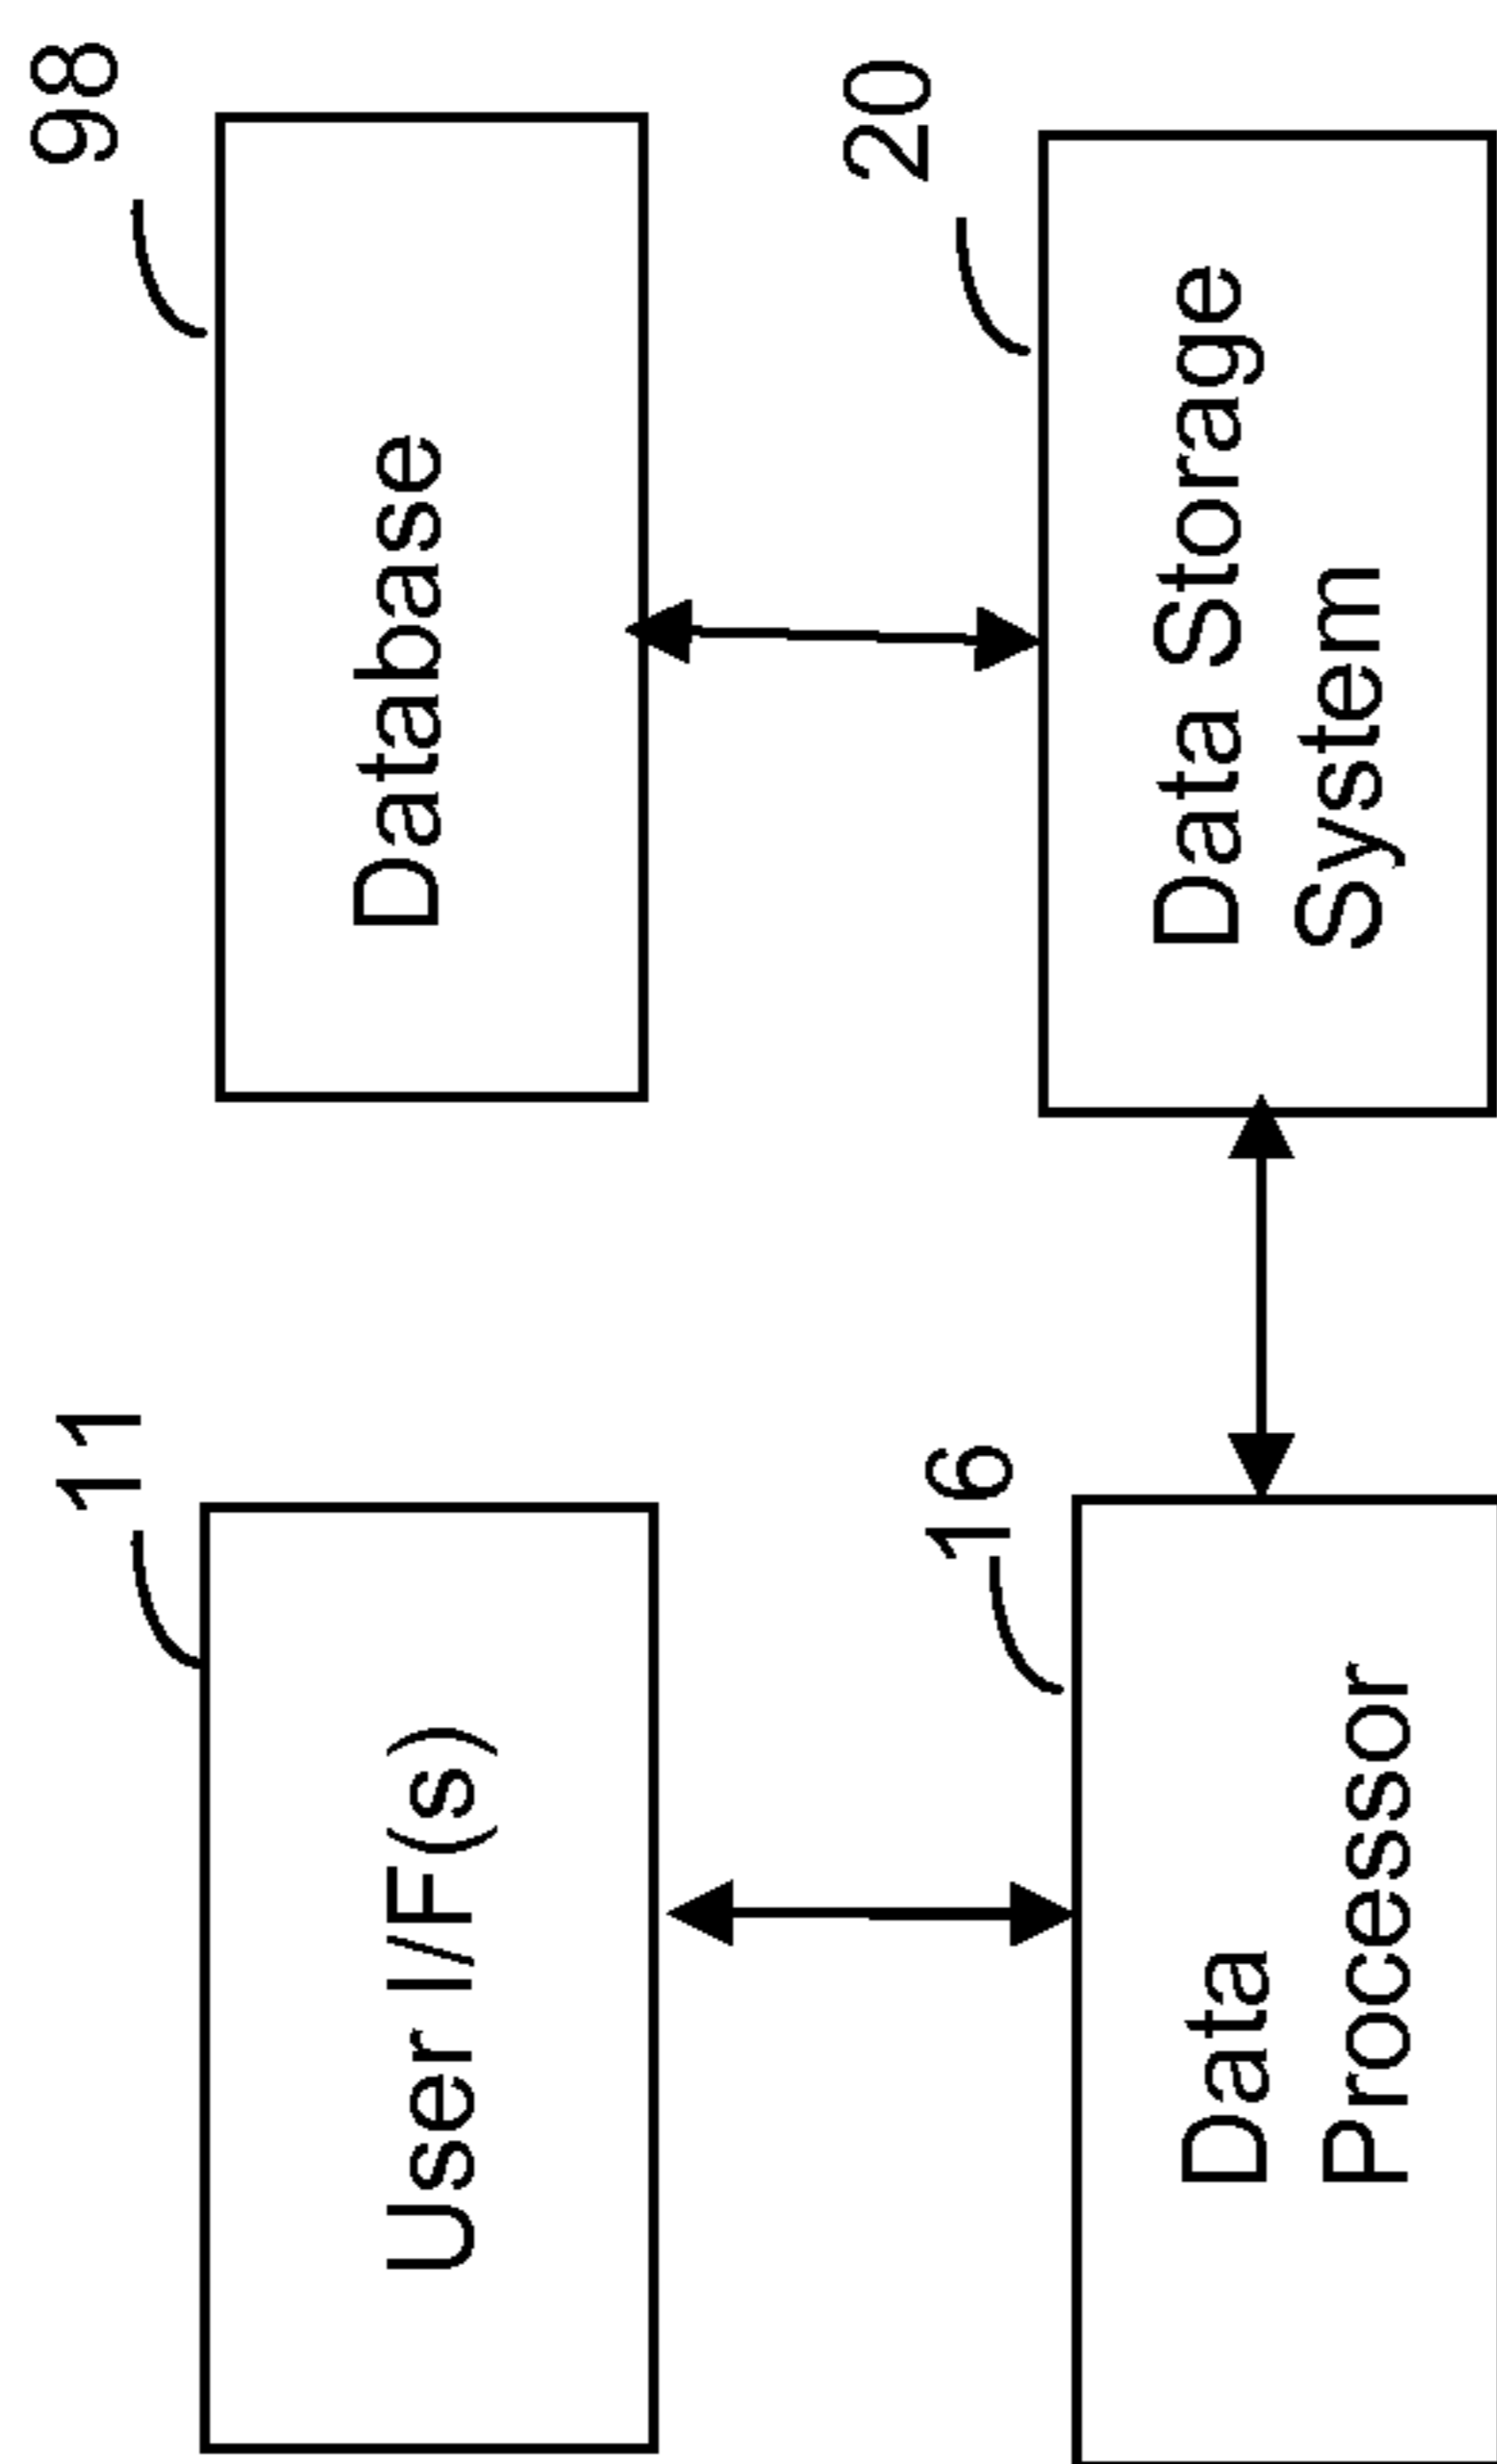 11
98
User I/F(s)
Database
16
20
Data
Processor
Data Storage
System